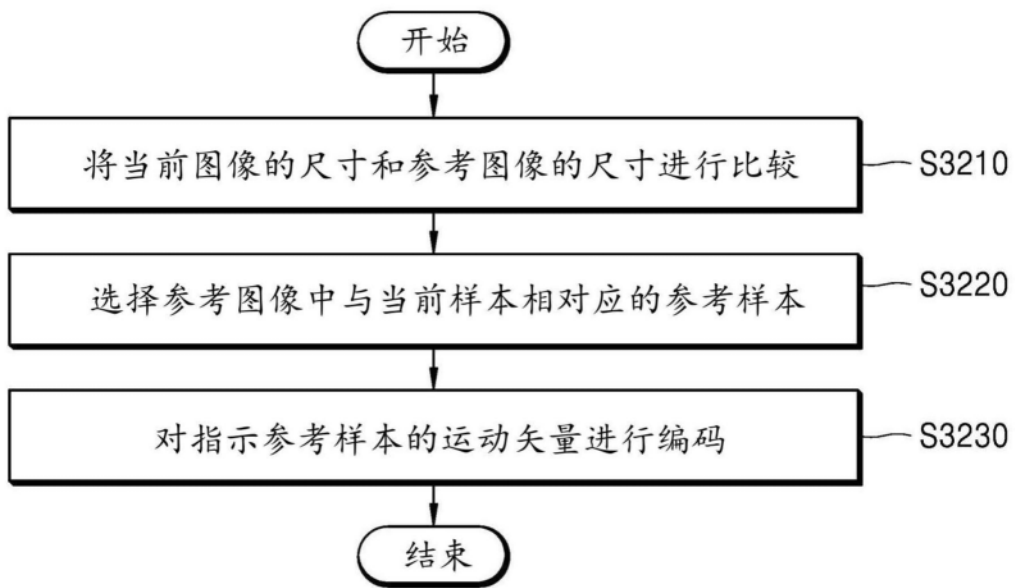 开始
将当前图像的尺寸和参考图像的尺寸进行比较
S3210
选择参考图像中与当前样本相对应的参考样本
S3220
对指示参考样本的运动矢量进行编码
S3230
结束